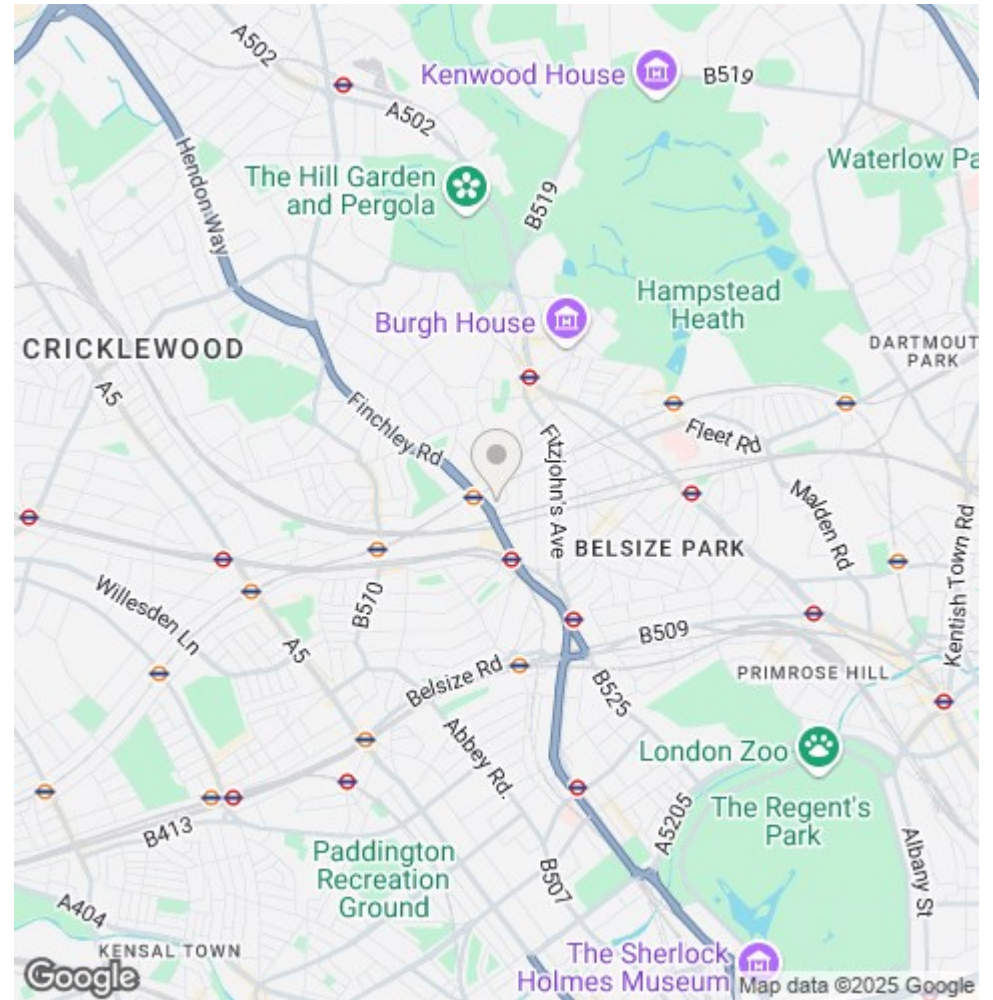 A502
Kenwood House
B519
A502
Waterlow Pa
The Hill Garden
and Pergola
B519
Hendon Way
Hampstead
Heath
Burgh House
CRICKLEWOOD
DARTMOUT
PARK
A5
Finchley Rd
Fitzjohn's Ave
Fleet Rd
Malden Rd
Kentish Town Rd
BELSIZE PARK
Willesden Ln
B510
A5
B509
Belsize Rd
PRIMROSE HILL
B525
Abbey Rd.
London Zoo
The Regent's
Park
A5205
B413
Albany St
Paddington
Recreation
Ground
B507
A404
KENSAL TOWN
The Sherlock
Holmes Museum
Google
Map data ©2025 Google